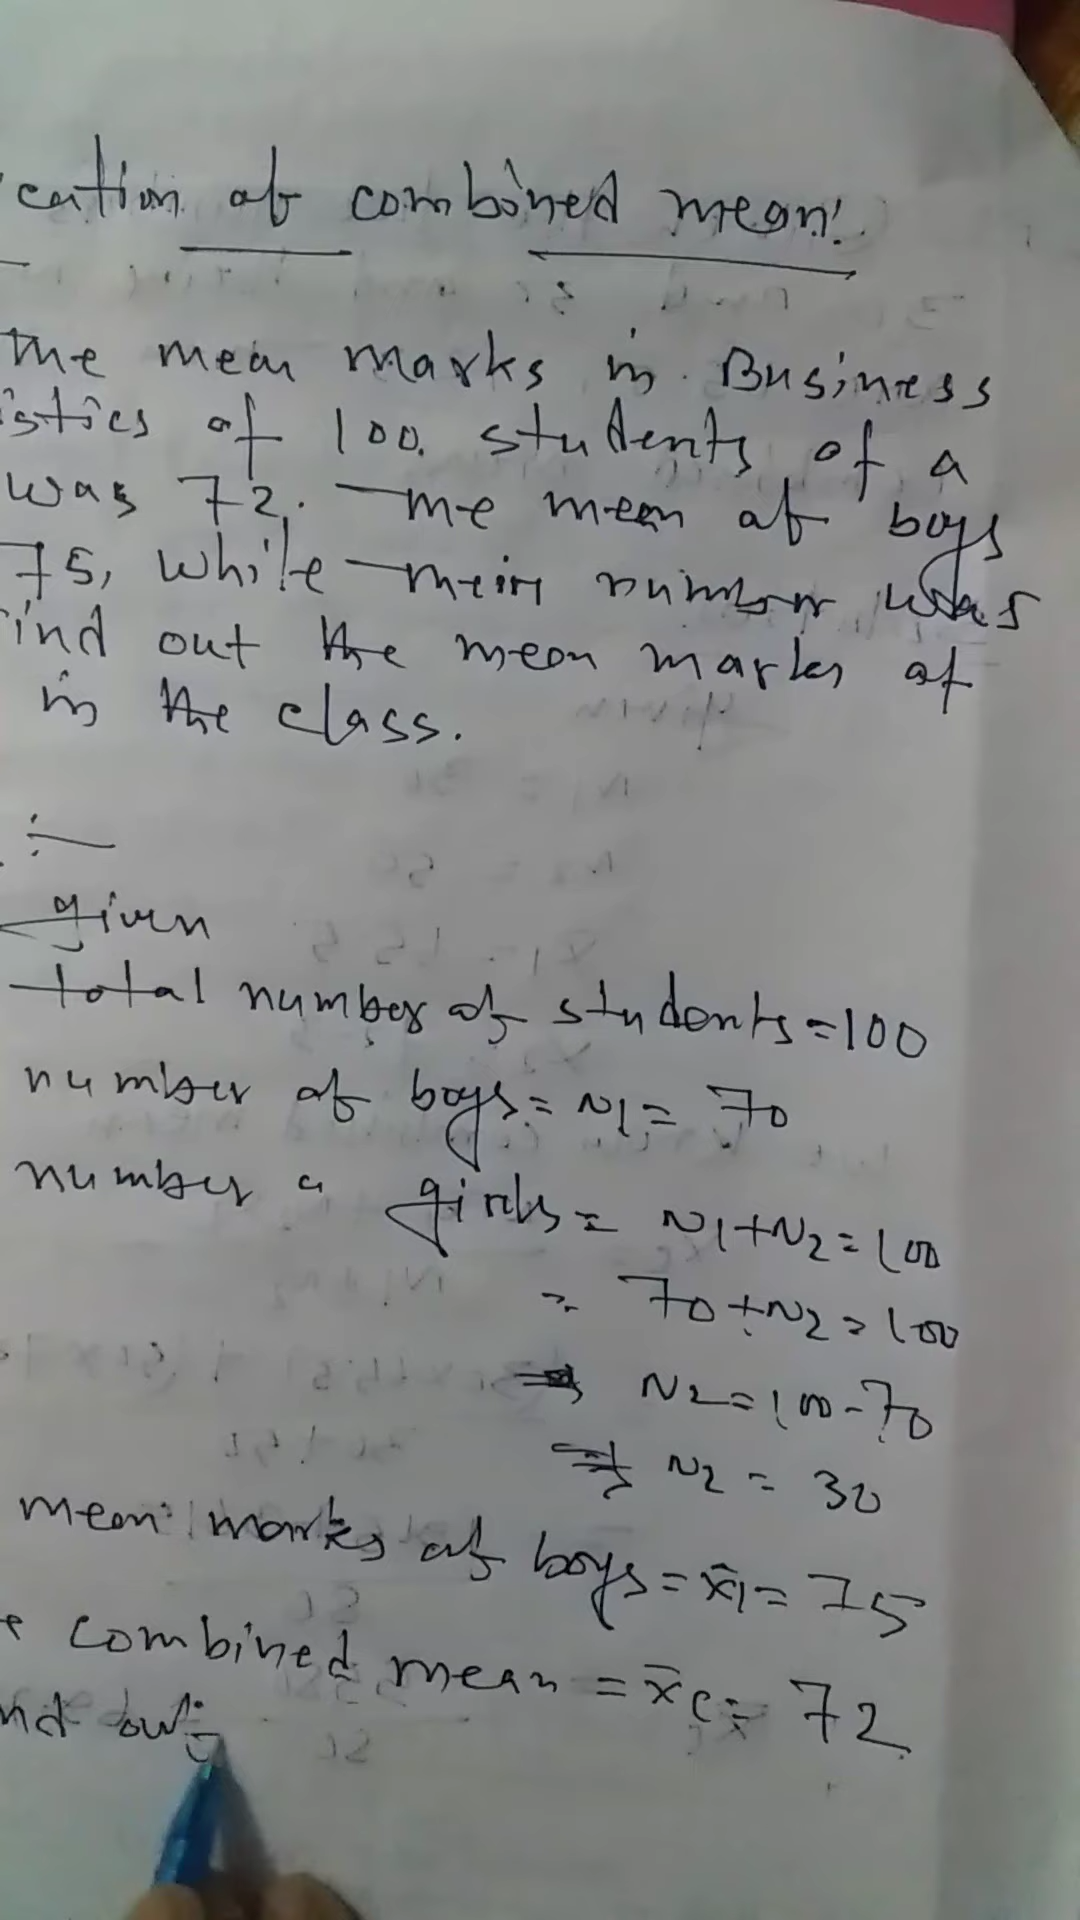 cation of combined mean:
The mean marks in Business
istics of 100 students of a
was 72. The mean of boys
75, while their number was
ind out the mean marks of
in the class.
:-
given
total number of students = 100
number of boys = N1 = 70
number " girls = N1+N2 = 100
= 70+N2 = 100
⇒ N2 = 100-70
⇒ N2 = 30
mean marks of boys = x̄1 = 75
e combined mean = x̄c = 72
nd out:-